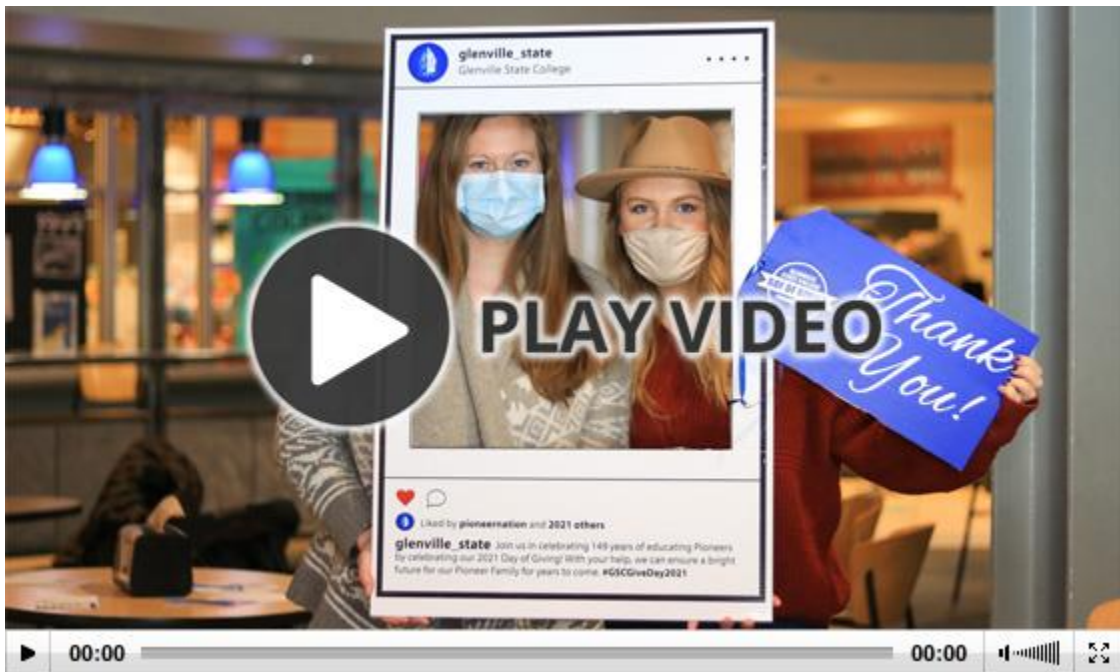 glenville_state
Glenville State College
PLAY VIDEO
Thank
You!
Liked by pioneernation and 2021 others
glenville_state Join us in celebrating 149 years of educating Pioneers
by celebrating our 2021 Day of Giving! With your help, we can ensure a bright
future for our Pioneer Family for years to come. #GSCGiveDay2021
00:00
00:00